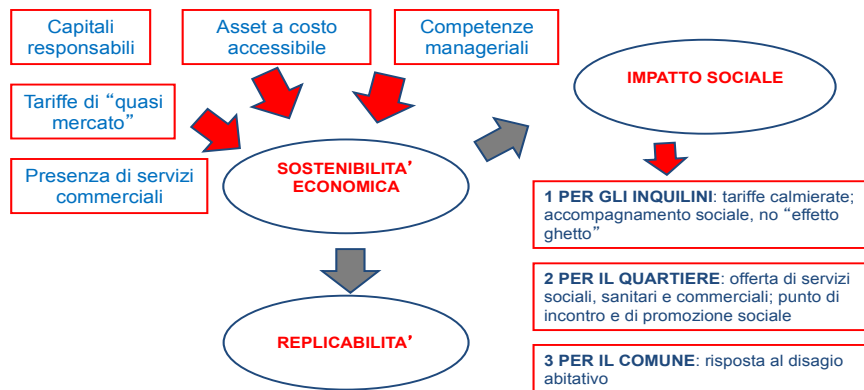 Capitali
responsabili
Asset a costo
accessibile
Competenze
manageriali
Tariffe di “quasi
mercato”
Presenza di servizi
commerciali
SOSTENIBILITA’
ECONOMICA
IMPATTO SOCIALE
REPLICABILITA’
1 PER GLI INQUILINI: tariffe calmierate;
accompagnamento sociale, no “effetto
ghetto”
2 PER IL QUARTIERE: offerta di servizi
sociali, sanitari e commerciali; punto di
incontro e di promozione sociale
3 PER IL COMUNE: risposta al disagio
abitativo